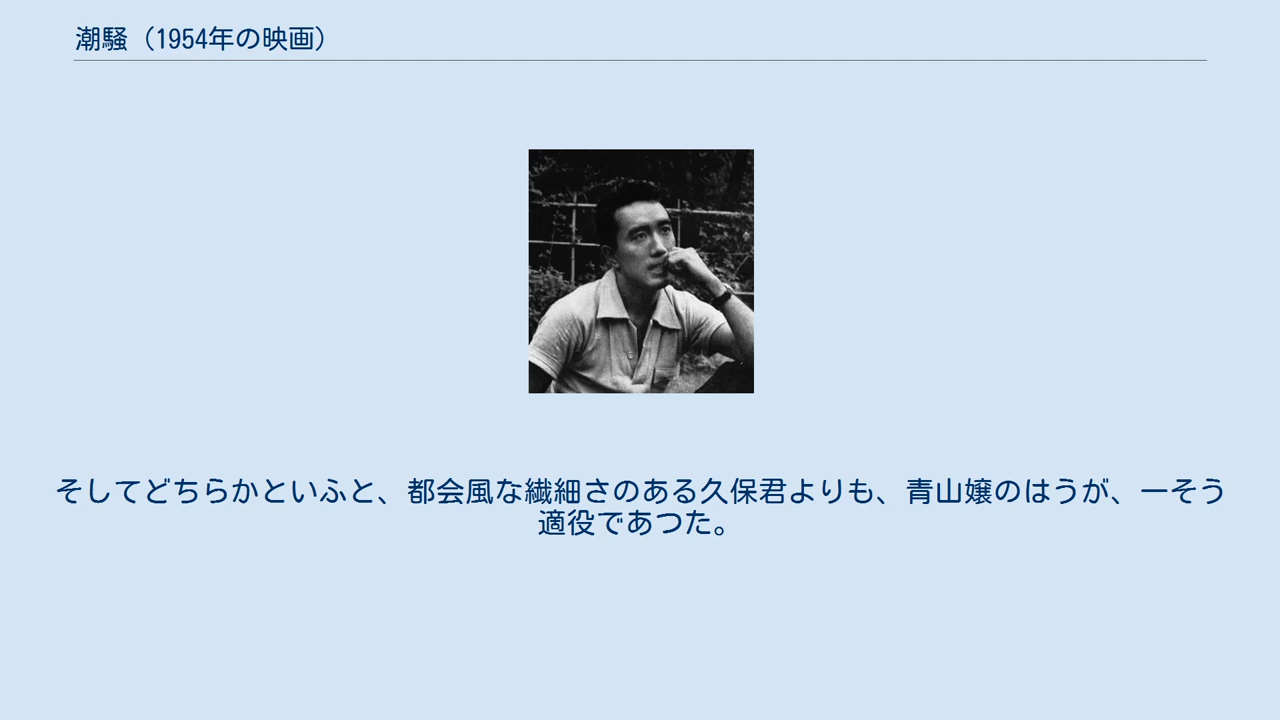 潮騒（1954年の映画）
そしてどちらかといふと、都会風な繊細さのある久保君よりも、青山嬢のはうが、一そう
適役であつた。